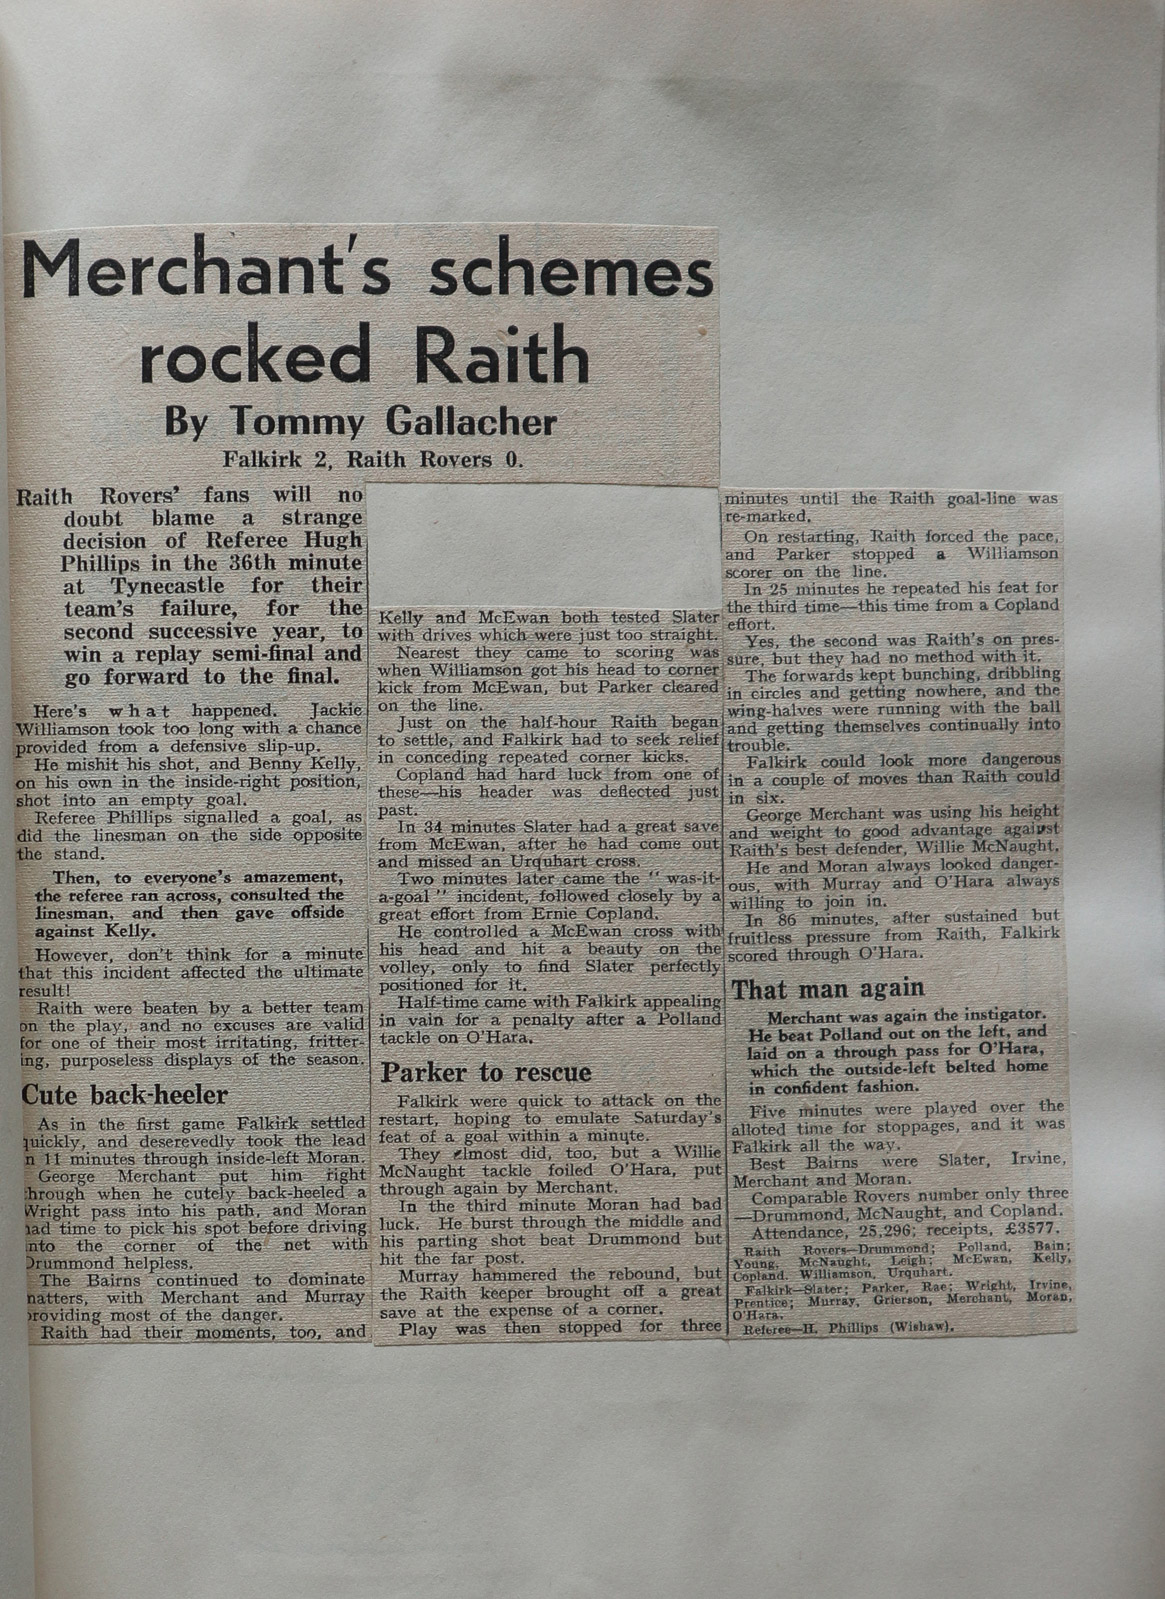 Merchant's schemes
rocked Raith
By Tommy Gallacher
Falkirk 2, Raith Rovers 0.
Raith Rovers' fans will no
doubt blame a strange
decision of Referee Hugh
Phillips in the 36th minute
at Tynecastle for their
team's failure, for the
second successive year, to
win a replay semi-final and
go forward to the final.
Here's what happened. Jackie
Williamson took too long with a chance
provided from a defensive slip-up.
He mishit his shot, and Benny Kelly,
on his own in the inside-right position,
shot into an empty goal.
Referee Phillips signalled a goal, as
did the linesman on the side opposite
the stand.
Then, to everyone's amazement,
the referee ran across, consulted the
linesman, and then gave offside
against Kelly.
However, don't think for a minute
that this incident affected the ultimate
result!
Raith were beaten by a better team
on the play, and no excuses are valid
for one of their most irritating, fritter-
ing, purposeless displays of the season.
Cute back-heeler
As in the first game Falkirk settled
quickly, and deserevedly took the lead
n 11 minutes through inside-left Moran.
George Merchant put him right
through when he cutely back-heeled a
Wright pass into his path, and Moran
had time to pick his spot before driving
into the corner of the net with
Drummond helpless.
The Bairns continued to dominate
matters, with Merchant and Murray
providing most of the danger.
Raith had their moments, too, and
Kelly and McEwan both tested Slater
with drives which were just too straight.
Nearest they came to scoring was
when Williamson got his head to corner
kick from McEwan, but Parker cleared
on the line.
Just on the half-hour Raith began
to settle, and Falkirk had to seek relief
in conceding repeated corner kicks.
Copland had hard luck from one of
these—his header was deflected just
past.
In 34 minutes Slater had a great save
from McEwan, after he had come out
and missed an Urquhart cross.
Two minutes later came the "was-it-
a-goal" incident, followed closely by a
great effort from Ernie Copland.
He controlled a McEwan cross with
his head and hit a beauty on the
volley, only to find Slater perfectly
positioned for it.
Half-time came with Falkirk appealing
in vain for a penalty after a Polland
tackle on O'Hara.
Parker to rescue
Falkirk were quick to attack on the
restart, hoping to emulate Saturday's
feat of a goal within a minute.
They almost did, too, but a Willie
McNaught tackle foiled O'Hara, put
through again by Merchant.
In the third minute Moran had bad
luck. He burst through the middle and
his parting shot beat Drummond but
hit the far post.
Murray hammered the rebound, but
the Raith keeper brought off a great
save at the expense of a corner.
Play was then stopped for three
minutes until the Raith goal-line was
re-marked.
On restarting, Raith forced the pace,
and Parker stopped a Williamson
scorer on the line.
In 25 minutes he repeated his feat for
the third time—this time from a Copland
effort.
Yes, the second was Raith's on pres-
sure, but they had no method with it.
The forwards kept bunching, dribbling
in circles and getting nowhere, and the
wing-halves were running with the ball
and getting themselves continually into
trouble.
Falkirk could look more dangerous
in a couple of moves than Raith could
in six.
George Merchant was using his height
and weight to good advantage against
Raith's best defender, Willie McNaught.
He and Moran always looked danger-
ous, with Murray and O'Hara always
willing to join in.
In 86 minutes, after sustained but
fruitless pressure from Raith, Falkirk
scored through O'Hara.
That man again
Merchant was again the instigator.
He beat Polland out on the left, and
laid on a through pass for O'Hara,
which the outside-left belted home
in confident fashion.
Five minutes were played over the
alloted time for stoppages, and it was
Falkirk all the way.
Best Bairns were Slater, Irvine,
Merchant and Moran.
Comparable Rovers number only three
—Drummond, McNaught, and Copland.
Attendance, 25,296; receipts, £3577.
Raith Rovers—Drummond; Polland, Bain;
Young, McNaught, Leigh; McEwan, Kelly,
Copland, Williamson, Urquhart.
Falkirk—Slater; Parker, Rae; Wright, Irvine,
Prentice; Murray, Grierson, Merchant, Moran,
O'Hara.
Referee—H. Phillips (Wishaw).